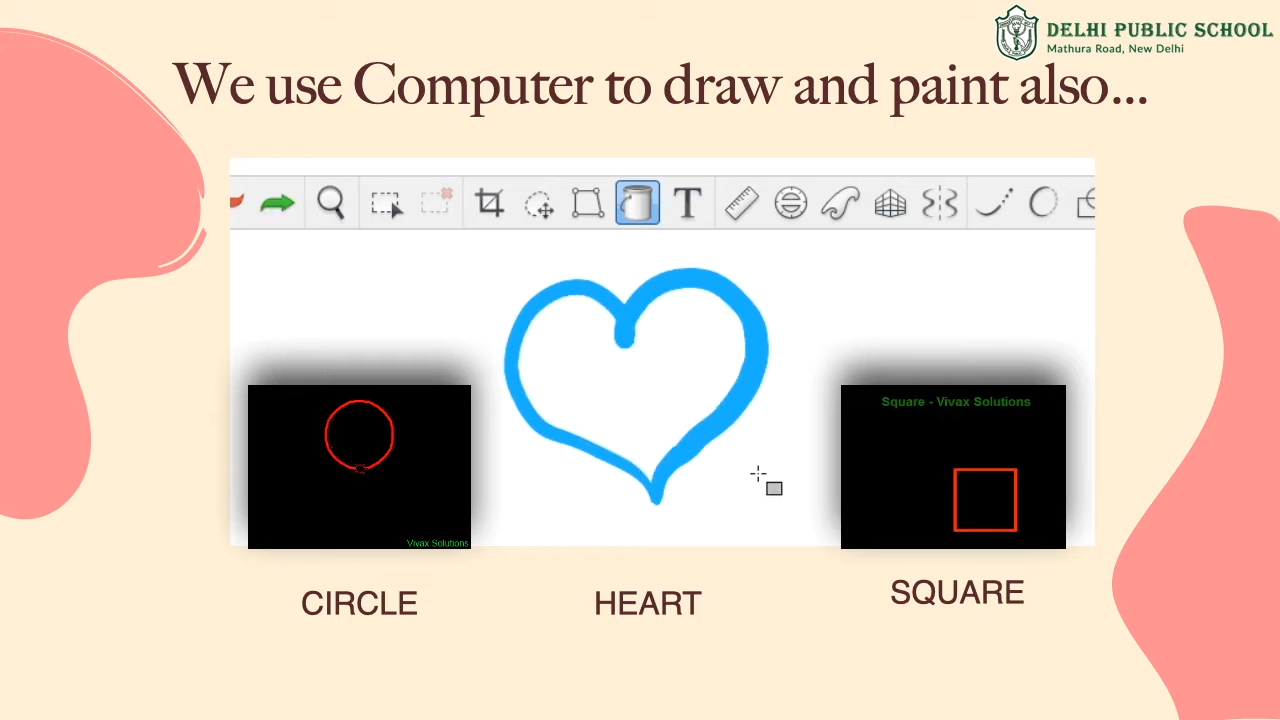 DELHI PUBLIC SCHOOL
Mathura Road, New Delhi
We use Computer to draw and paint also...
T
Square - Vivax Solutions
Vivax Solutions
CIRCLE
HEART
SQUARE